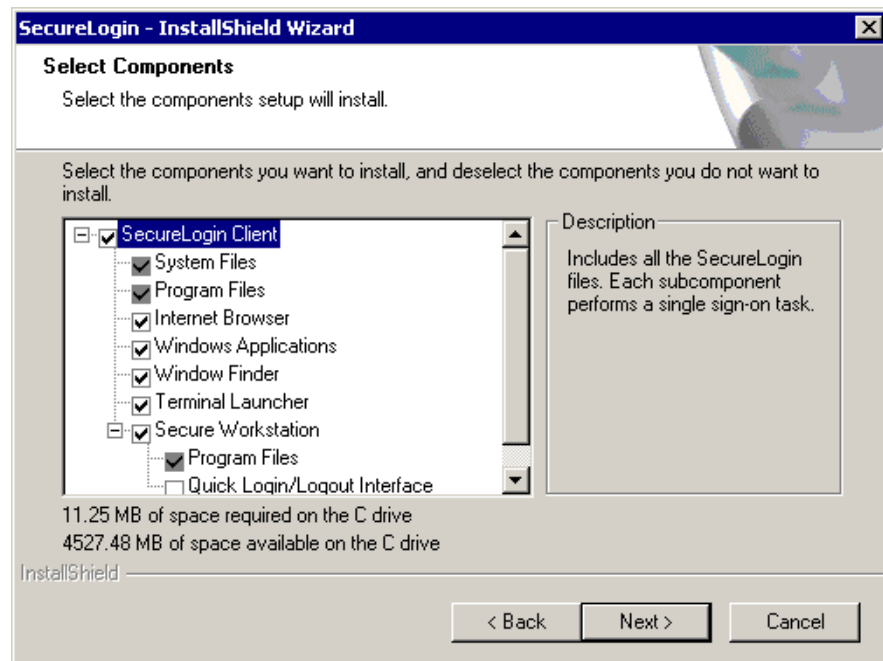 SecureLogin - InstallShield Wizard
Select Components
Select the components setup will install.
Select the components you want to install, and deselect the components you do not want to
install.
SecureLogin Client
System Files
Program Files
Internet Browser
Windows Applications
Window Finder
Terminal Launcher
Secure Workstation
Program Files
Quick Login/Logout Interface
Description
Includes all the SecureLogin
files. Each subcomponent
performs a single sign-on task.
11.25 MB of space required on the C drive
4527.48 MB of space available on the C drive
InstallShield
< Back
Next >
Cancel